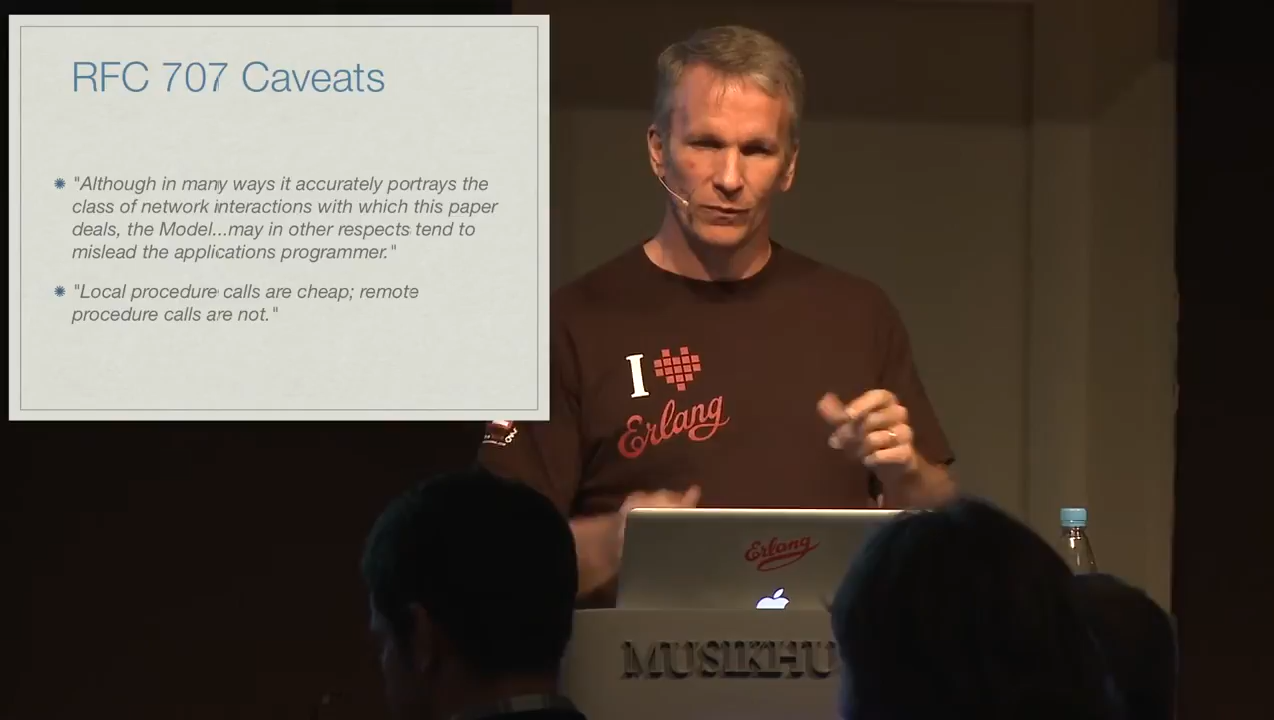 RFC 707 Caveats
"Although in many ways it accurately portrays the
class of network interactions with which this paper
deals, the Model...may in other respects tend to
mislead the applications programmer."
"Local procedure calls are cheap; remote
procedure calls are not."
I
Erlang
Erlang
MUSIKHU